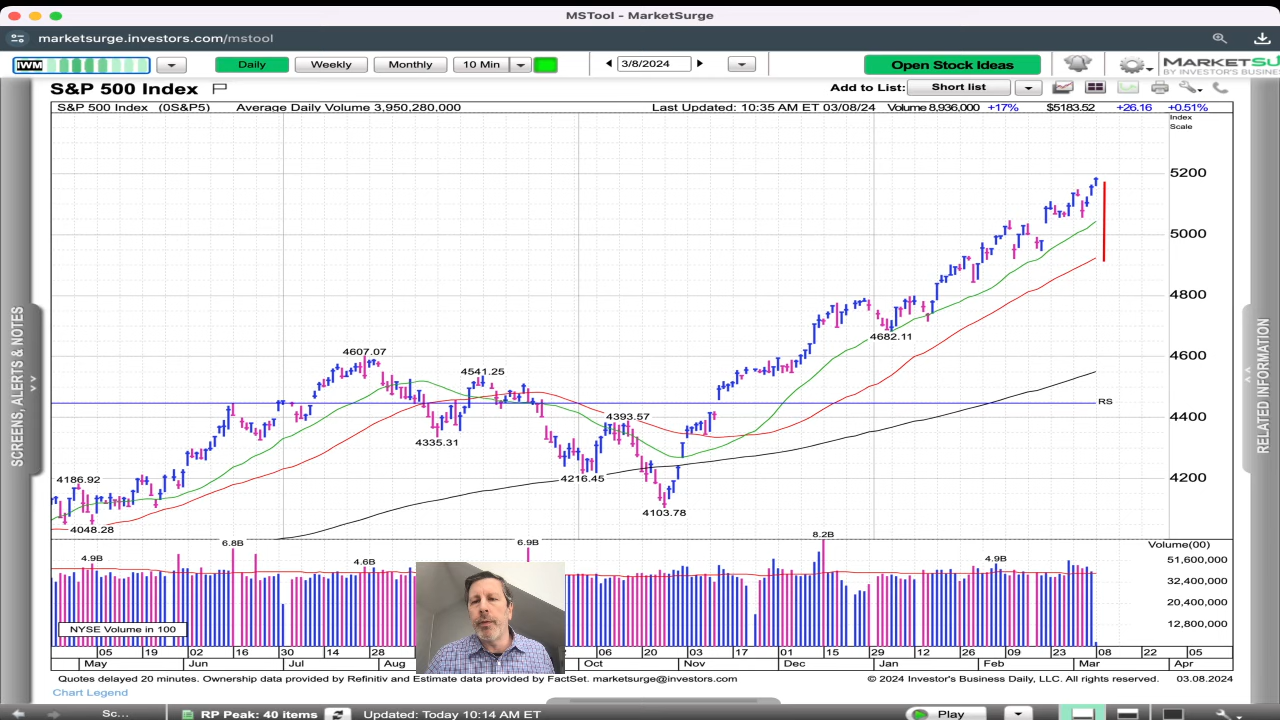 MSTool - MarketSurge
marketsurge.investors.com/mstool
IWM Daily Weekly Monthly 10 Min 3/8/2024 Open Stock Ideas MARKETSU
BY INVESTOR'S BUSINES
S&P 500 Index Add to List: Short list
S&P 500 Index (0S&P5) Average Daily Volume 3,950,280,000 Last Updated: 10:35 AM ET 03/08/24 Volume 8,936,000 +17% $5183.52 +26.16 +0.51%
Index
Scale
5200
5000
4800
4682.11
4607.07
4600
4541.25
RS
4393.57
4400
4335.31
4186.92
4216.45
4200
4103.78
4048.28
8.2B
6.8B
6.9B
Volume(00)
4.9B
4.6B
4.9B
51,600,000
32,400,000
20,400,000
12,800,000
NYSE Volume in 100
05 19 02 16 30 14 28 06 20 03 17 01 15 29 12 26 09 23 08 22 05
May Jun Jul Aug Oct Nov Dec Jan Feb Mar Apr
Quotes delayed 20 minutes. Ownership data provided by Refinitiv and Estimate data provided by FactSet. marketsurge@investors.com © 2024 Investor's Business Daily, LLC. All rights reserved. 03.08.2024
Chart Legend
Sc... RP Peak: 40 items Updated: Today 10:14 AM ET Play
SCREENS, ALERTS & NOTES
RELATED INFORMATION